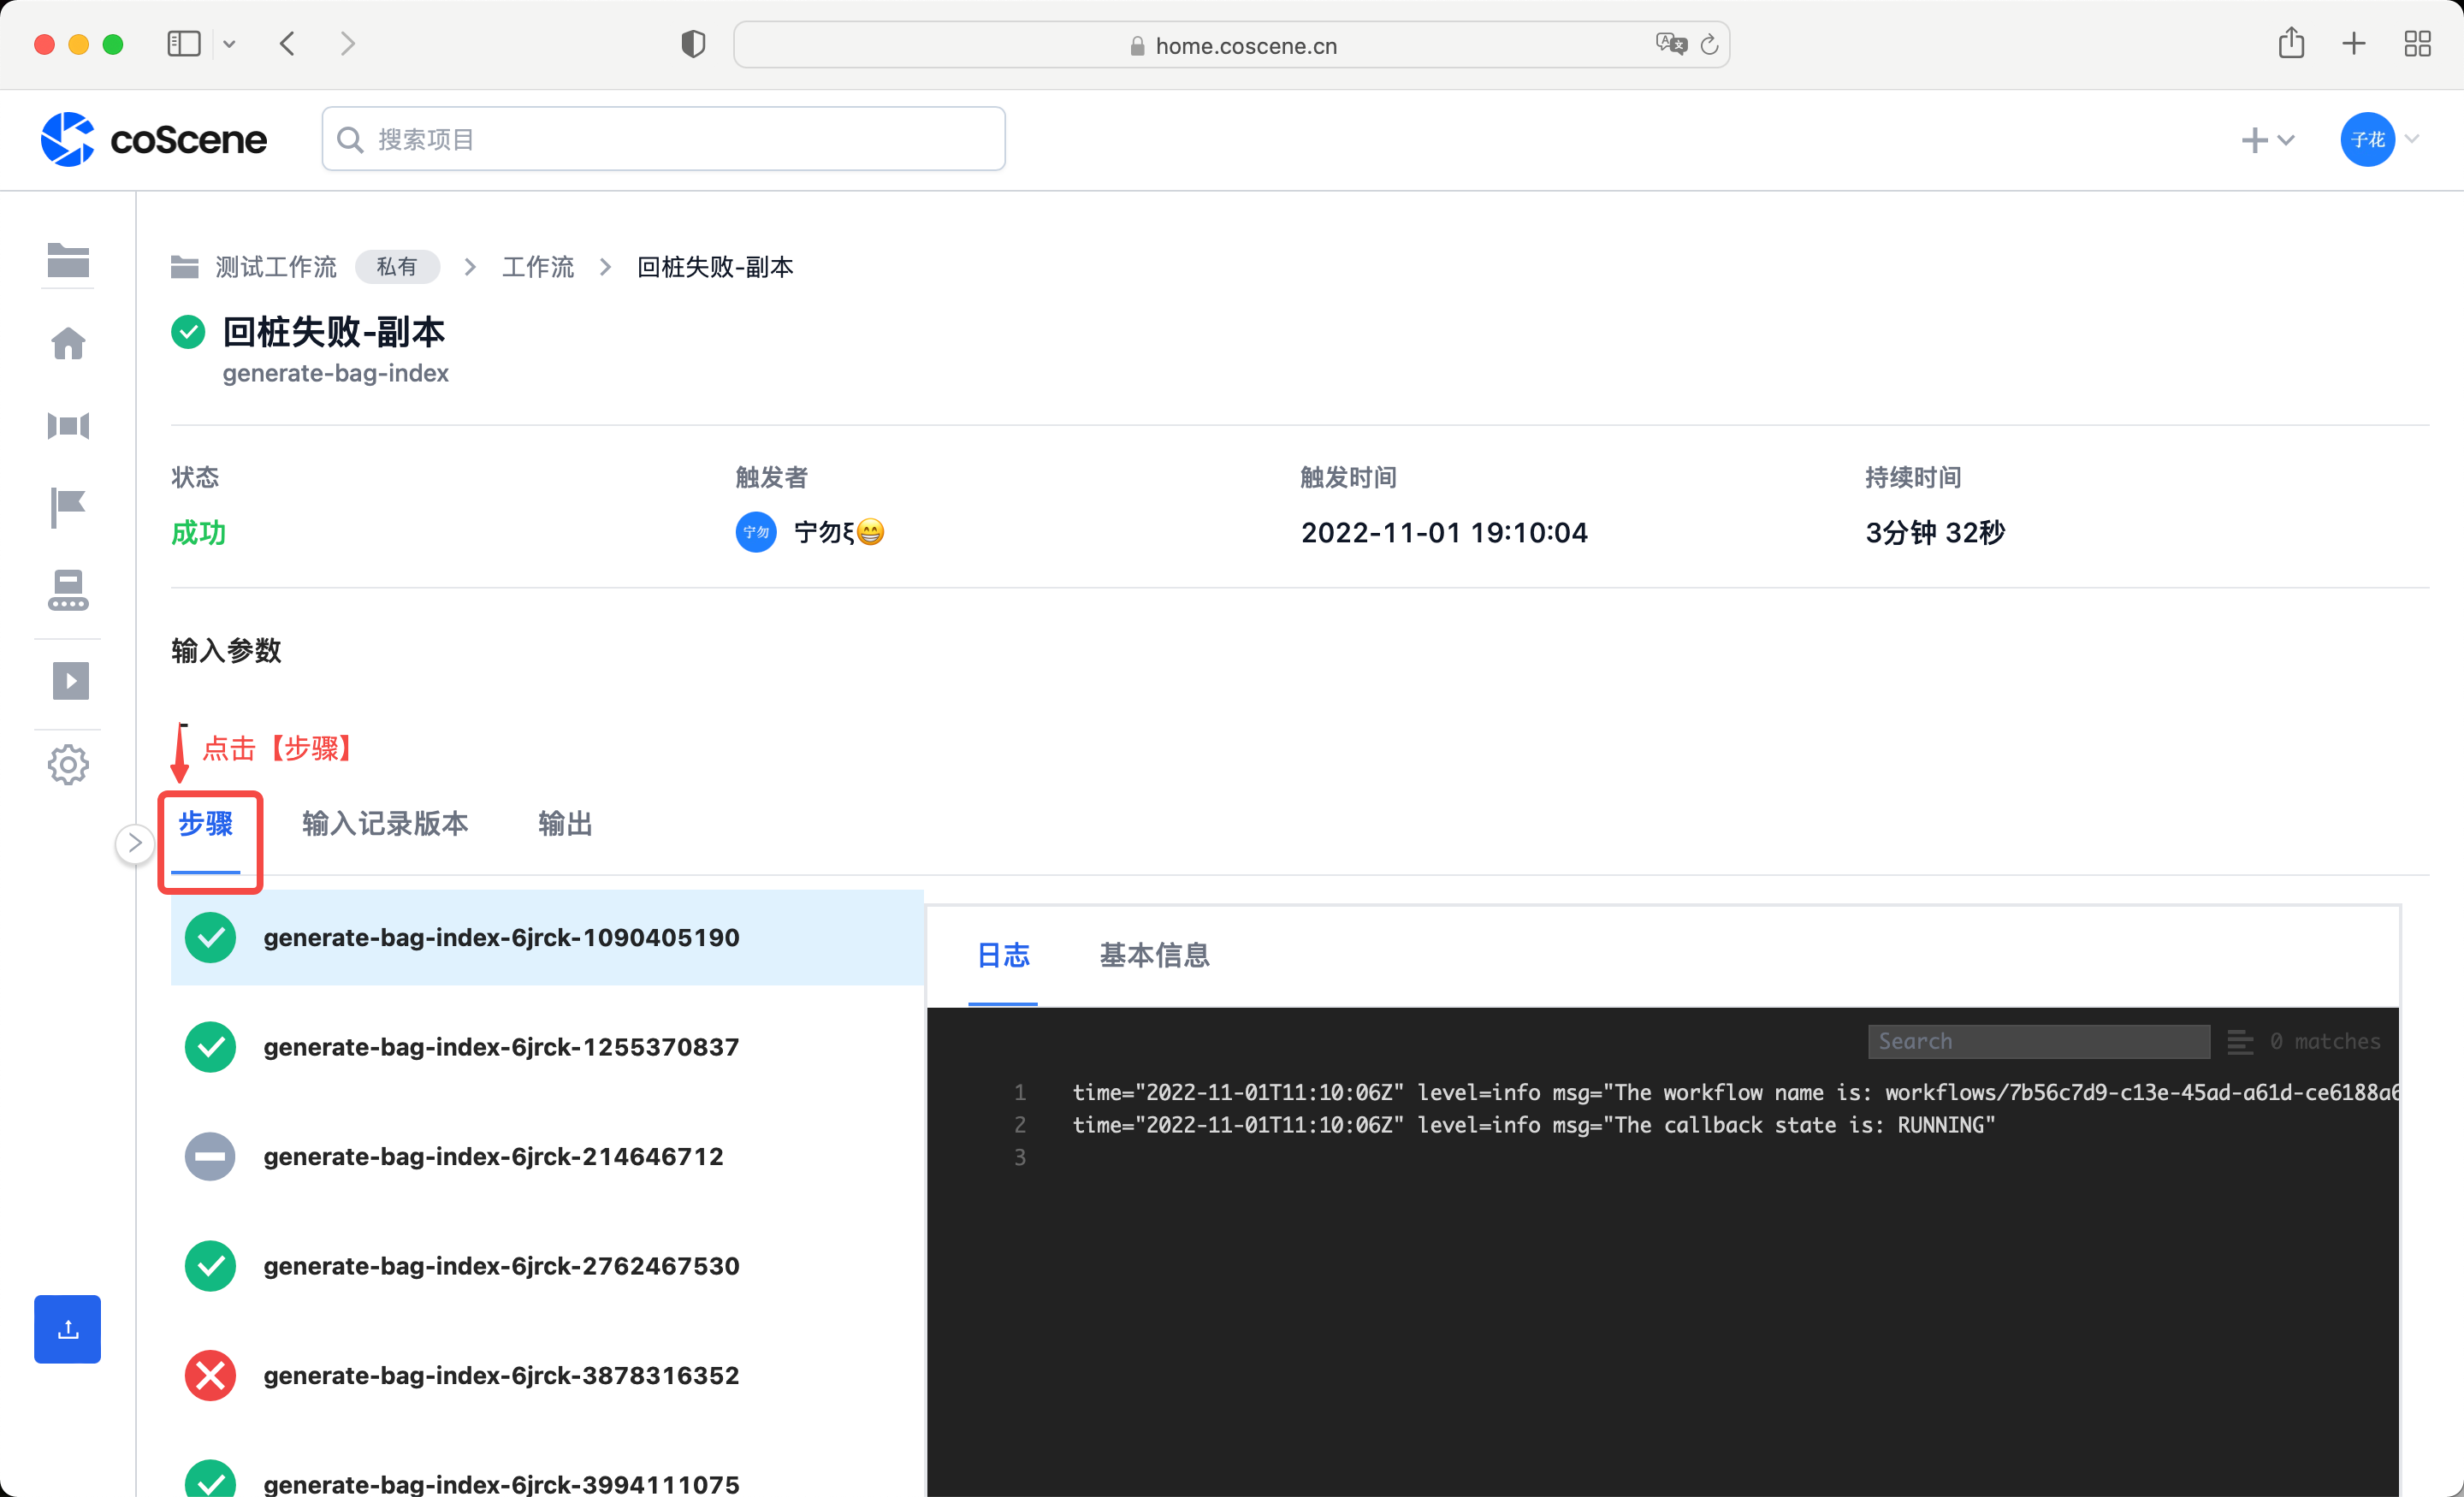 home.coscene.cn
coScene
搜索项目
子花
测试工作流 私有 工作流 回桩失败-副本
回桩失败-副本
generate-bag-index
状态 触发者 触发时间 持续时间
成功 宁勿 宁勿ξ😁 2022-11-01 19:10:04 3分钟 32秒
输入参数
-
点击【步骤】
步骤 输入记录版本 输出
generate-bag-index-6jrck-1090405190
generate-bag-index-6jrck-1255370837
generate-bag-index-6jrck-214646712
generate-bag-index-6jrck-2762467530
generate-bag-index-6jrck-3878316352
generate-bag-index-6jrck-3994111075
日志 基本信息
Search 0 matches
1 time="2022-11-01T11:10:06Z" level=info msg="The workflow name is: workflows/7b56c7d9-c13e-45ad-a61d-ce6188a6
2 time="2022-11-01T11:10:06Z" level=info msg="The callback state is: RUNNING"
3